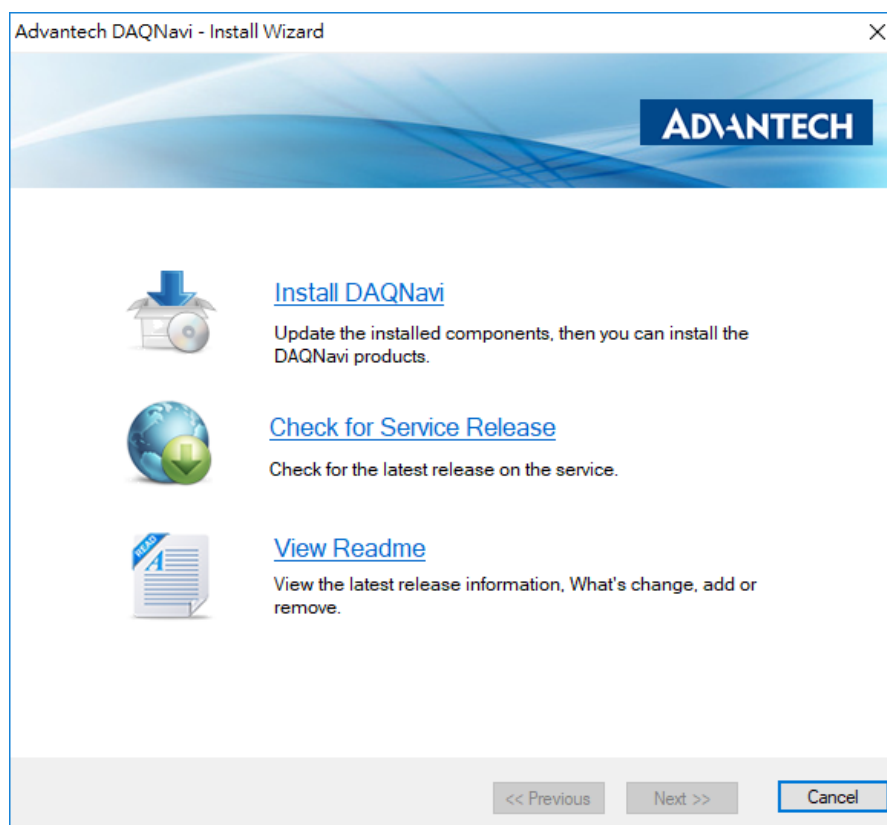 Advantech DAQNavi - Install Wizard
ADVANTECH
Install DAQNavi
Update the installed components, then you can install the
DAQNavi products.
Check for Service Release
Check for the latest release on the service.
READ
A
View Readme
View the latest release information, What's change, add or
remove.
<< Previous
Next >>
Cancel